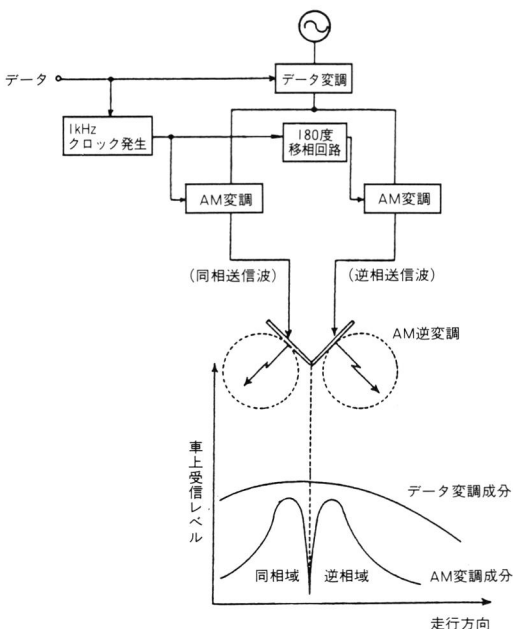 データ
データ変調
1kHz
クロック発生
180度
移相回路
AM変調
AM変調
(同相送信波)
(逆相送信波)
AM逆変調
車上受信レベル
データ変調成分
同相域
逆相域
AM変調成分
走行方向